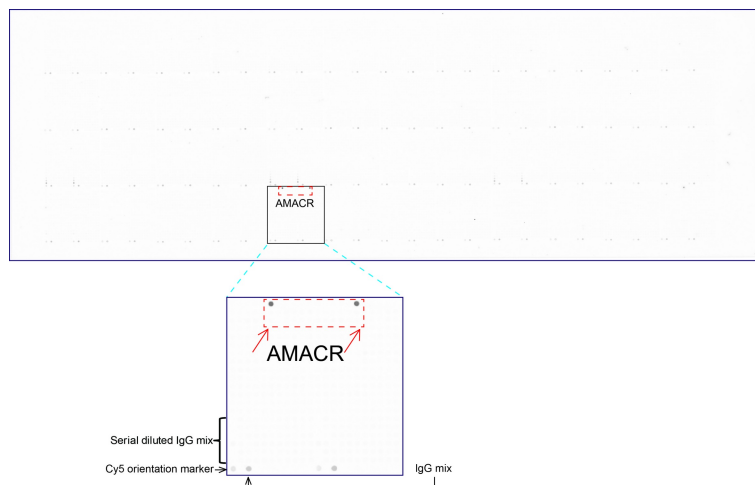 AMACR
AMACR
Serial diluted IgG mix
Cy5 orientation marker
IgG mix